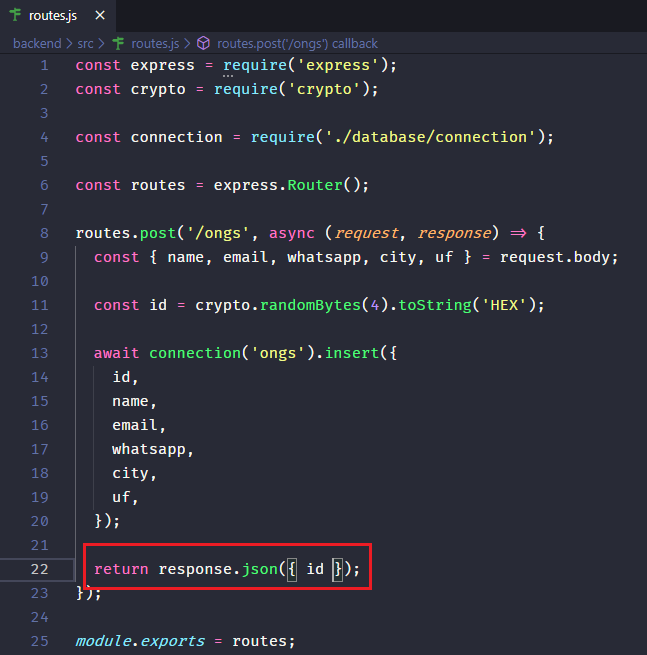 routes.js ×
backend > src > routes.js > routes.post('/ongs') callback
1 const express = require('express');
2 const crypto = require('crypto');
3
4 const connection = require('./database/connection');
5
6 const routes = express.Router();
7
8 routes.post('/ongs', async (request, response) => {
9 const { name, email, whatsapp, city, uf } = request.body;
10
11 const id = crypto.randomBytes(4).toString('HEX');
12
13 await connection('ongs').insert({
14 id,
15 name,
16 email,
17 whatsapp,
18 city,
19 uf,
20 });
21
22 return response.json({ id });
23 });
24
25 module.exports = routes;